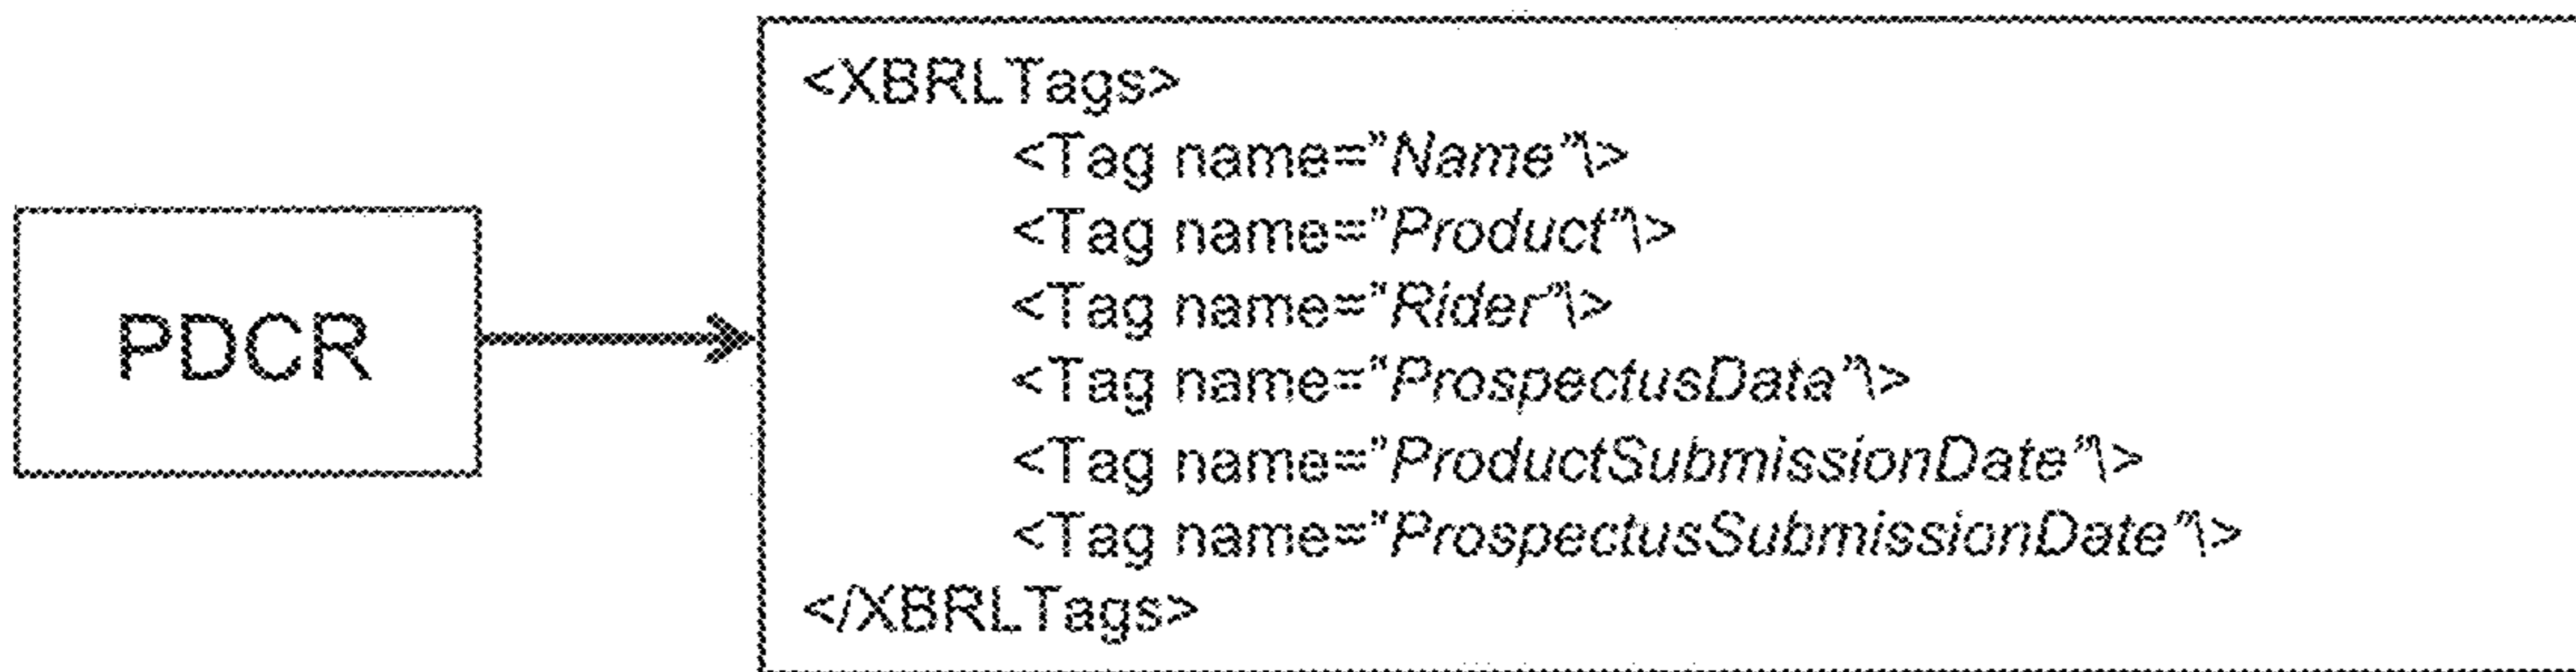 PDCR
<XBRLTags>
<Tag name="Name"\>
<Tag name="Product"\>
<Tag name="Rider"\>
<Tag name="ProspectusData"\>
<Tag name="ProductSubmissionDate"\>
<Tag name="ProspectusSubmissionDate"\>
</XBRLTags>